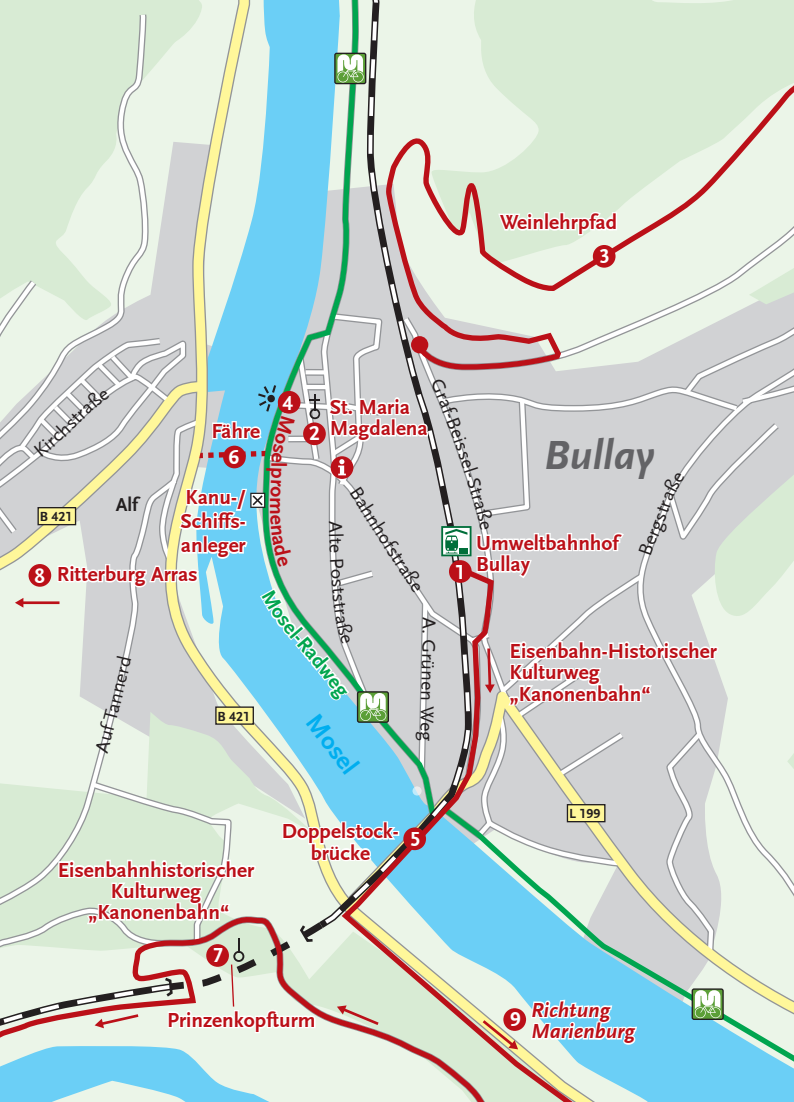 M
Weinlehrpfad
3
Kirchstraße
4
St. Maria
Magdalena
2
Moselpromenade
Graf-Beissel-Straße
Fähre
6
i
Bullay
Bergstraße
Kanu-/
Schiffs-
anleger
Alf
B 421
Bahnhofstraße
Alte Poststraße
Umweltbahnhof
Bullay
1
8
Ritterburg Arras
Mosel-Radweg
A. Grünen Weg
Eisenbahn-Historischer
Kulturweg
„Kanonenbahn“
Auf Tannerd
M
B 421
Mosel
L 199
Doppelstock-
brücke
5
Eisenbahnhistorischer
Kulturweg
„Kanonenbahn“
7
Prinzenkopfturm
M
9
Richtung
Marienburg